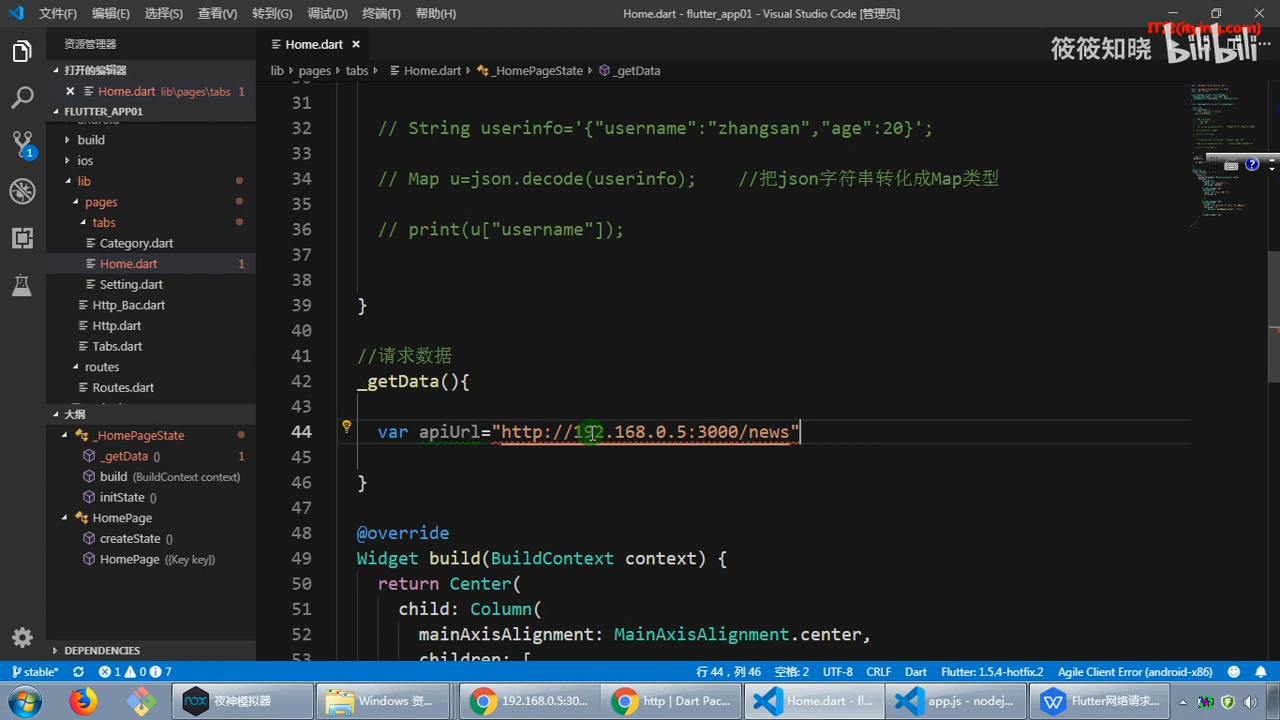 文件(F) 编辑(E) 选择(S) 查看(V) 转到(G) 调试(D) 终端(T) 帮助(H) Home.dart - flutter_app01 - Visual Studio Code [管理员]
(itying.com)
筱筱知晓 bilibili
资源管理器
Home.dart
打开的编辑器
Home.dart lib\pages\tabs 1
lib pages tabs Home.dart _HomePageState _getData
FLUTTER_APP01
build
ios
lib
pages
tabs
Category.dart
Home.dart 1
Setting.dart
Http_Bac.dart
Http.dart
Tabs.dart
routes
Routes.dart
大纲
_HomePageState
_getData () 1
build (BuildContext context)
initState ()
HomePage
createState ()
HomePage ({Key key})
DEPENDENCIES
31
32 // String userinfo='{"username":"zhangsan","age":20}';
33
34 // Map u=json.decode(userinfo); //把json字符串转化成Map类型
35
36 // print(u["username"]);
37
38
39 }
40
41 //请求数据
42 _getData(){
43
44 var apiUrl="http://192.168.0.5:3000/news"
45
46 }
47
48 @override
49 Widget build(BuildContext context) {
50 return Center(
51 child: Column(
52 mainAxisAlignment: MainAxisAlignment.center,
53 children: [
stable* 1 0 7 行 44，列 46 空格: 2 UTF-8 CRLF Dart Flutter: 1.5.4-hotfix.2 Agile Client Error (android-x86)
夜神模拟器 Windows 资... 192.168.0.5:30... http | Dart Pac... Home.dart - fl... app.js - nodej... Flutter网络请求...